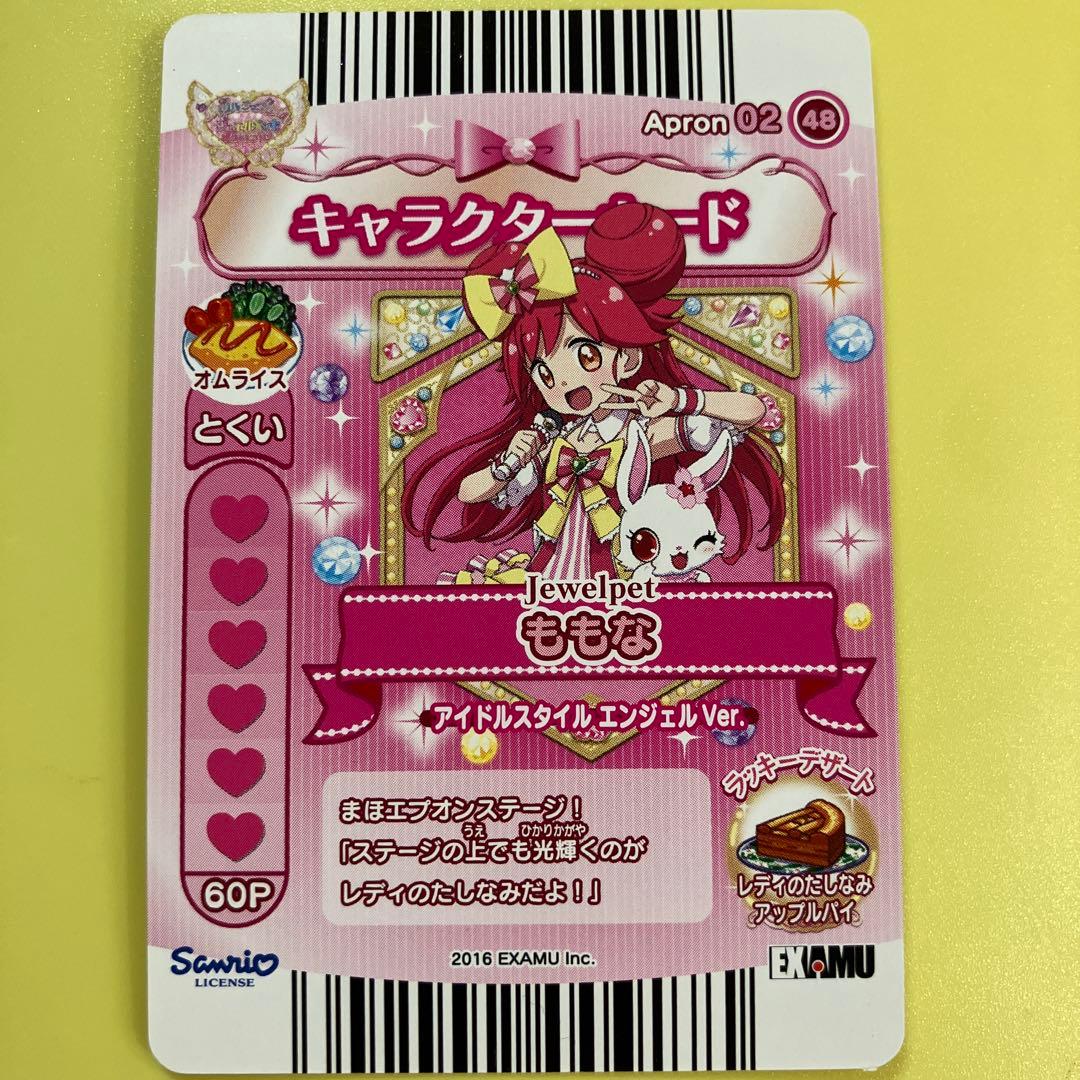 Apron 02 48
キャラクターカード
オムライス
とくい
Jewelpet
ももな
アイドルスタイル エンジェル Ver.
ラッキーデザート
まほエプオンステージ!
うえ ひかりかがや
「ステージの上でも光輝くのが
レディのたしなみだよ!」
レディのたしなみ
アップルパイ
60P
Sanrio
LICENSE
2016 EXAMU Inc.
EXAMU